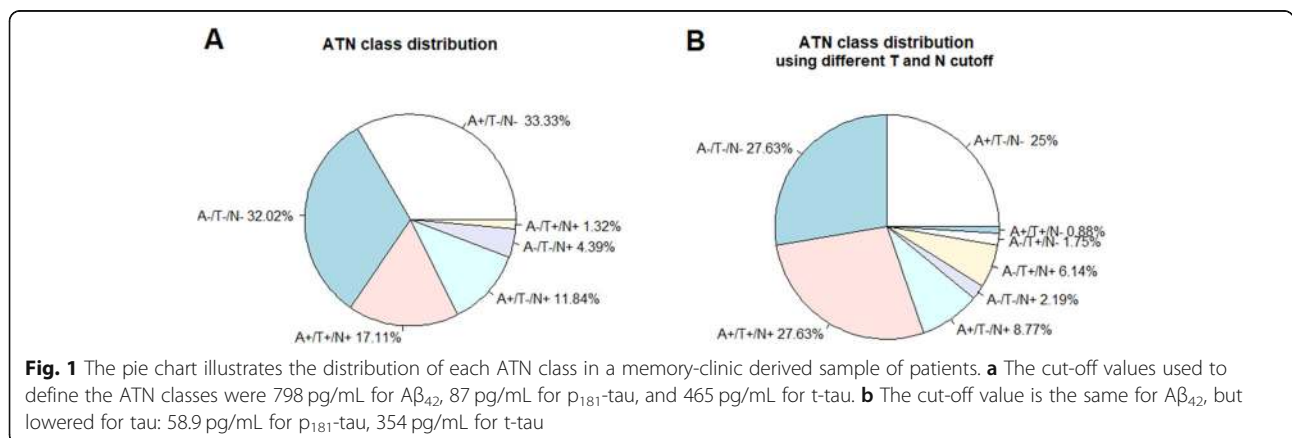 A
ATN class distribution
A+/T-/N- 33.33%
A-/T-/N- 32.02%
A-/T+/N+ 1.32%
A-/T-/N+ 4.39%
A+/T-/N+ 11.84%
A+/T+/N+ 17.11%
B
ATN class distribution
using different T and N cutoff
A+/T-/N- 25%
A-/T-/N- 27.63%
A+/T+/N- 0.88%
A-/T+/N- 1.75%
A-/T+/N+ 6.14%
A-/T-/N+ 2.19%
A+/T-/N+ 8.77%
A+/T+/N+ 27.63%
Fig. 1 The pie chart illustrates the distribution of each ATN class in a memory-clinic derived sample of patients. a The cut-off values used to
define the ATN classes were 798 pg/mL for Aβ₄₂, 87 pg/mL for p₁₈₁-tau, and 465 pg/mL for t-tau. b The cut-off value is the same for Aβ₄₂, but
lowered for tau: 58.9 pg/mL for p₁₈₁-tau, 354 pg/mL for t-tau